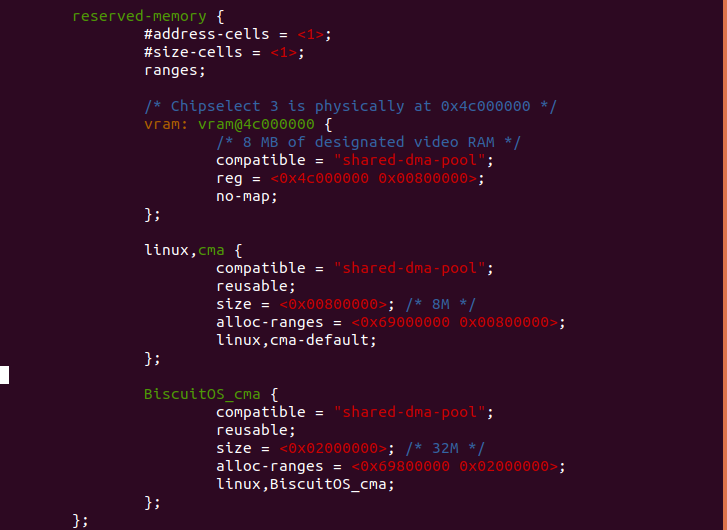 reserved-memory {
#address-cells = <1>;
#size-cells = <1>;
ranges;
/* Chipselect 3 is physically at 0x4c000000 */
vram: vram@4c000000 {
/* 8 MB of designated video RAM */
compatible = "shared-dma-pool";
reg = <0x4c000000 0x00800000>;
no-map;
};
linux,cma {
compatible = "shared-dma-pool";
reusable;
size = <0x00800000>; /* 8M */
alloc-ranges = <0x69000000 0x00800000>;
linux,cma-default;
};
BiscuitOS_cma {
compatible = "shared-dma-pool";
reusable;
size = <0x02000000>; /* 32M */
alloc-ranges = <0x69800000 0x02000000>;
linux,BiscuitOS_cma;
};
};